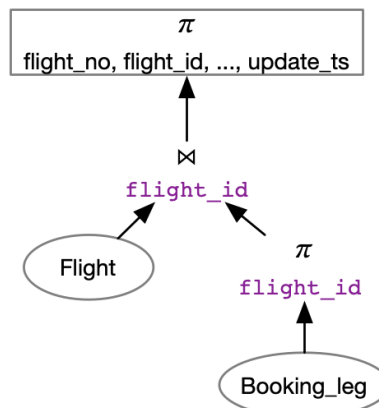 π
flight_no, flight_id, ..., update_ts
⋈
flight_id
Flight
π
flight_id
Booking_leg